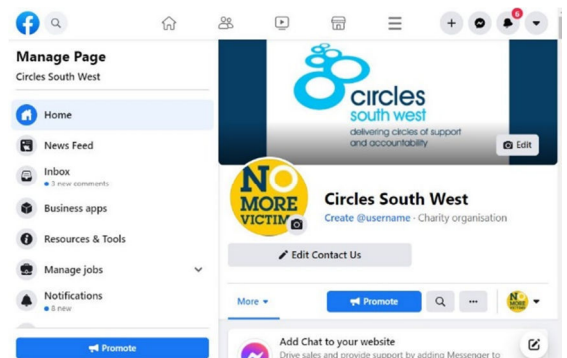 6
Manage Page
Circles South West
Home
News Feed
Inbox
3 new comments
Business apps
Resources & Tools
Manage jobs
Notifications
8 new
Promote
circles
south west
delivering circles of support
and accountability
Edit
NO
MORE
VICTIM
Circles South West
Create @username · Charity organisation
Edit Contact Us
More
Promote
Add Chat to your website
Drive sales and provide support by adding Messenger to